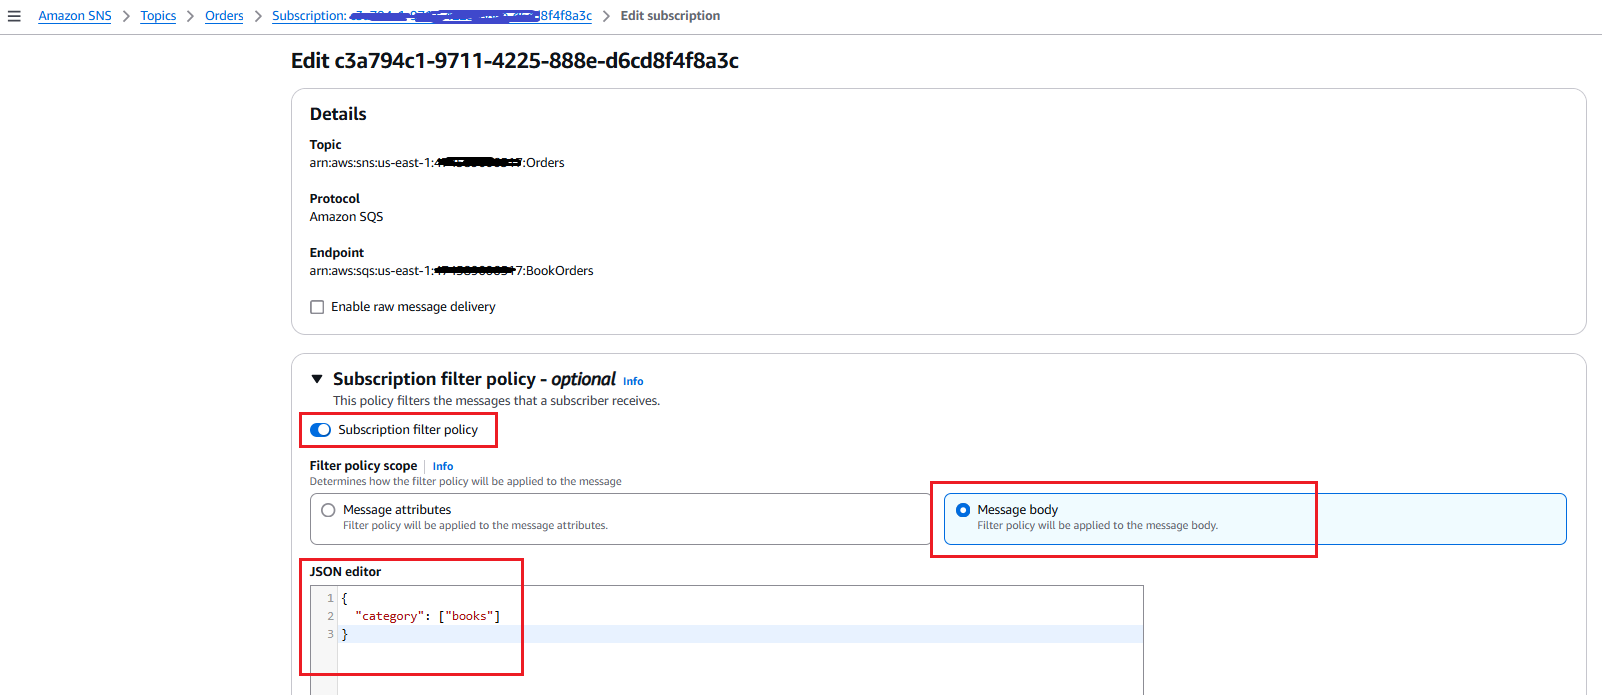 Amazon SNS > Topics > Orders > Subscription: 8f4f8a3c > Edit subscription
Edit c3a794c1-9711-4225-888e-d6cd8f4f8a3c
Details
Topic
arn:aws:sns:us-east-1: 7:Orders
Protocol
Amazon SQS
Endpoint
arn:aws:sqs:us-east-1: 7:BookOrders
Enable raw message delivery
Subscription filter policy - optional Info
This policy filters the messages that a subscriber receives.
Subscription filter policy
Filter policy scope Info
Determines how the filter policy will be applied to the message
Message attributes
Filter policy will be applied to the message attributes.
Message body
Filter policy will be applied to the message body.
JSON editor
1 {
2 "category": ["books"]
3 }